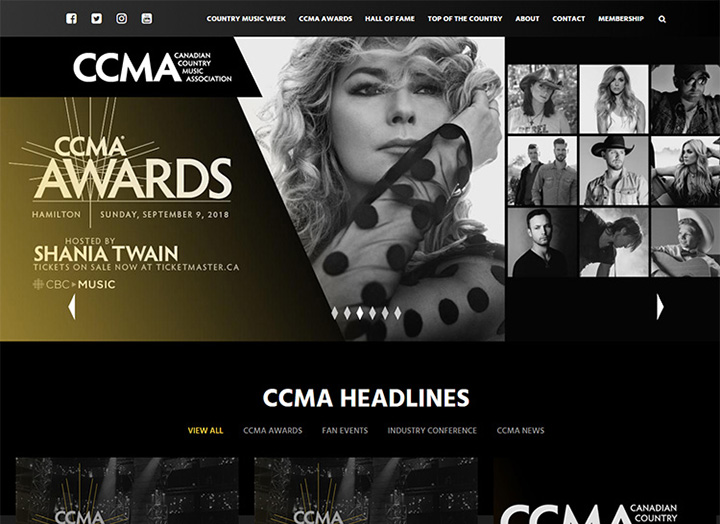 COUNTRY MUSIC WEEK CCMA AWARDS HALL OF FAME TOP OF THE COUNTRY ABOUT CONTACT MEMBERSHIP
CCMA
CANADIAN
COUNTRY
MUSIC
ASSOCIATION
CCMA
AWARDS
HAMILTON SUNDAY, SEPTEMBER 9, 2018
HOSTED BY
SHANIA TWAIN
TICKETS ON SALE NOW AT TICKETMASTER.CA
CBC MUSIC
CCMA HEADLINES
VIEW ALL CCMA AWARDS FAN EVENTS INDUSTRY CONFERENCE CCMA NEWS
CCMA
CCMA
CCMA
CANADIAN
COUNTRY